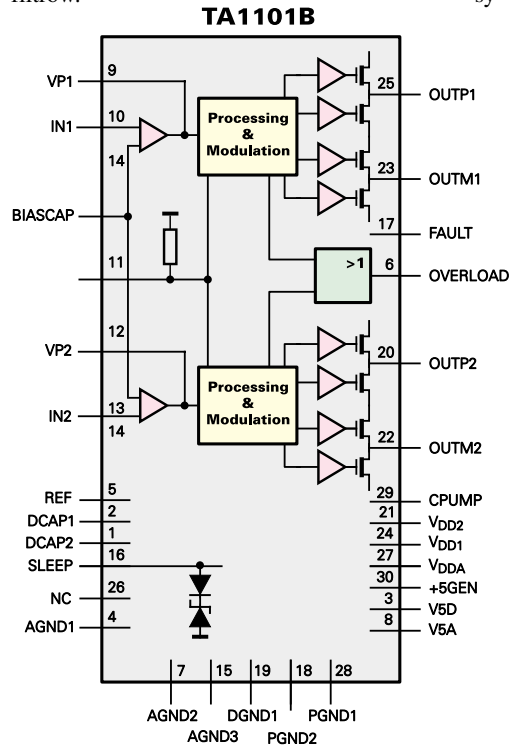 sy
TA1101B
VP1 9
IN1 10
14
BIASCAP
11
12
VP2
IN2 13
14
REF 5
DCAP1 2
DCAP2 1
SLEEP 16
NC 26
AGND1 4
Processing
&
Modulation
>1
Processing
&
Modulation
25 OUTP1
23 OUTM1
17 FAULT
6 OVERLOAD
20 OUTP2
22 OUTM2
29 CPUMP
21 VDD2
24 VDD1
27 VDDA
30 +5GEN
3 V5D
8 V5A
7 15 19 18 28
AGND2 DGND1 PGND1
AGND3 PGND2